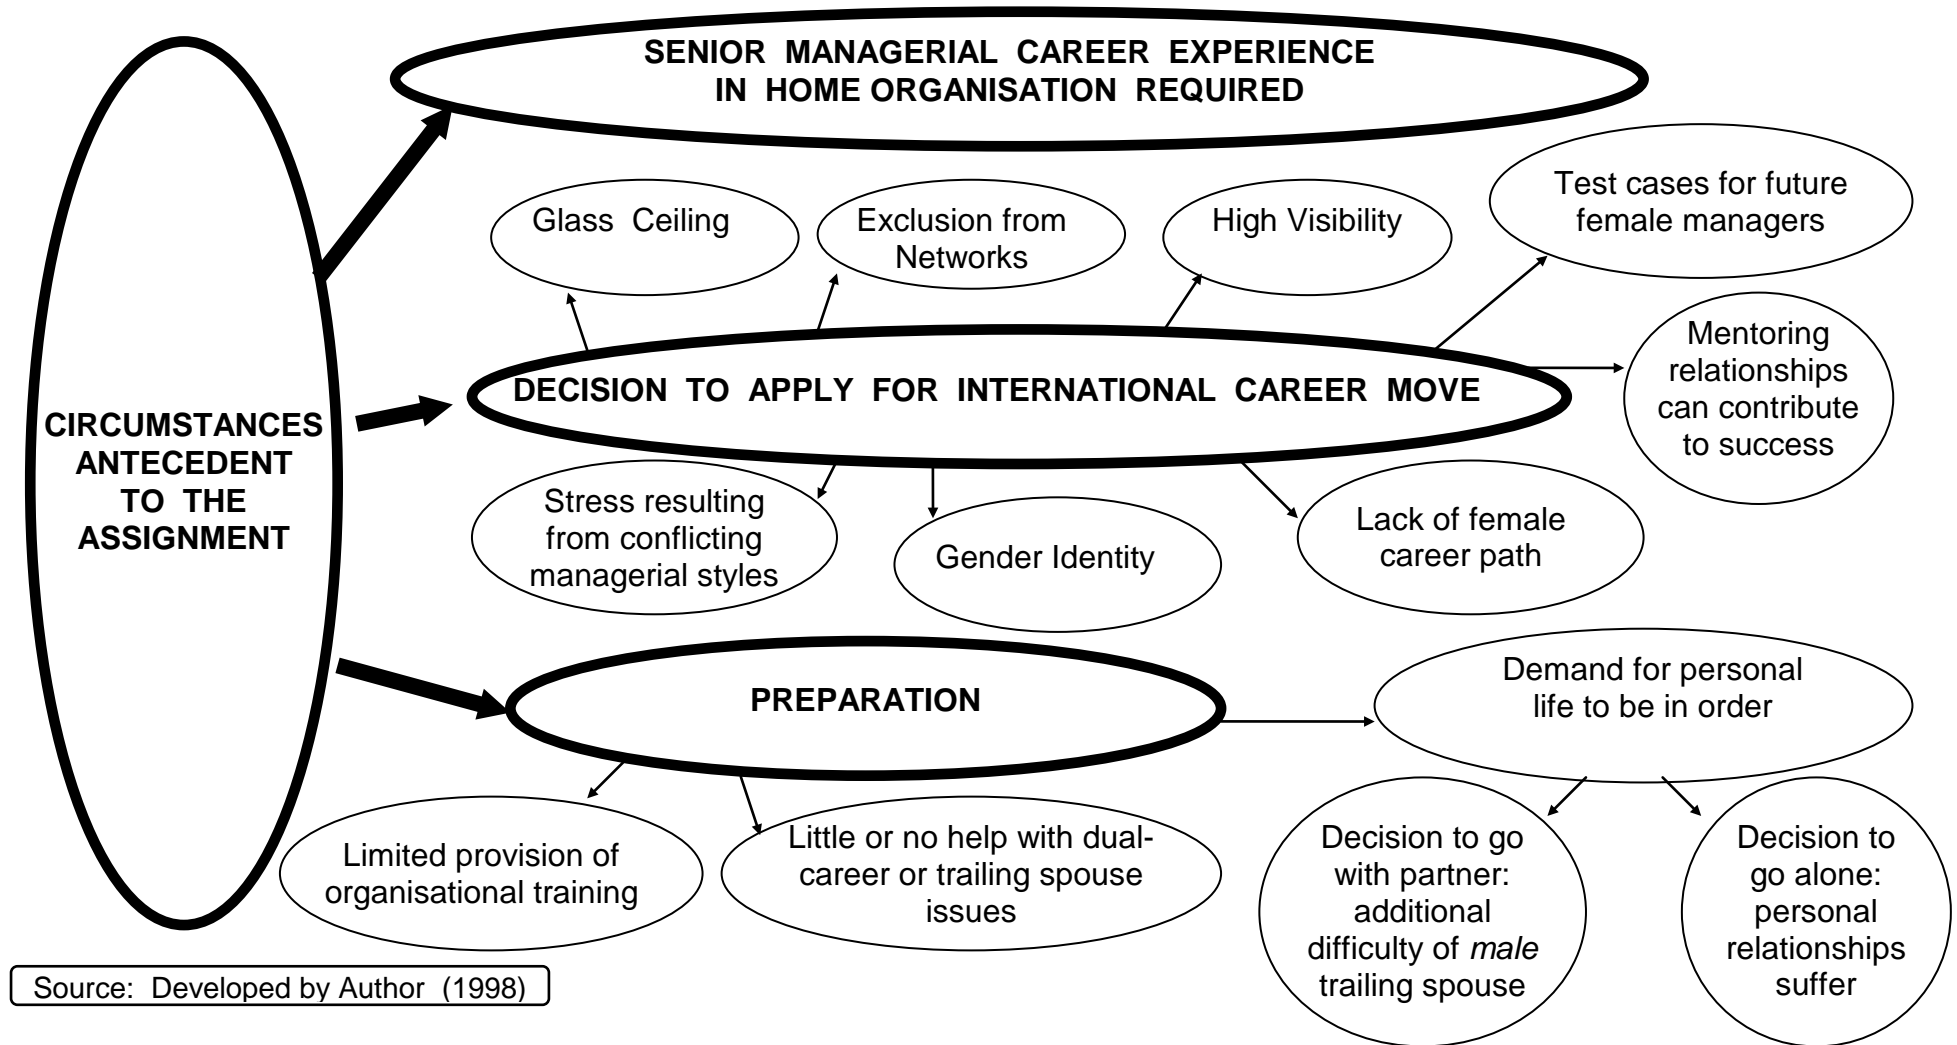 SENIOR MANAGERIAL CAREER EXPERIENCE
IN HOME ORGANISATION REQUIRED
Glass Ceiling
Exclusion from
Networks
High Visibility
Test cases for future
female managers
CIRCUMSTANCES
ANTECEDENT
TO THE
ASSIGNMENT
DECISION TO APPLY FOR INTERNATIONAL CAREER MOVE
Mentoring
relationships
can contribute
to success
Stress resulting
from conflicting
managerial styles
Gender Identity
Lack of female
career path
PREPARATION
Demand for personal
life to be in order
Limited provision of
organisational training
Little or no help with dual-
career or trailing spouse
issues
Decision to go
with partner:
additional
difficulty of male
trailing spouse
Decision to
go alone:
personal
relationships
suffer
Source: Developed by Author (1998)